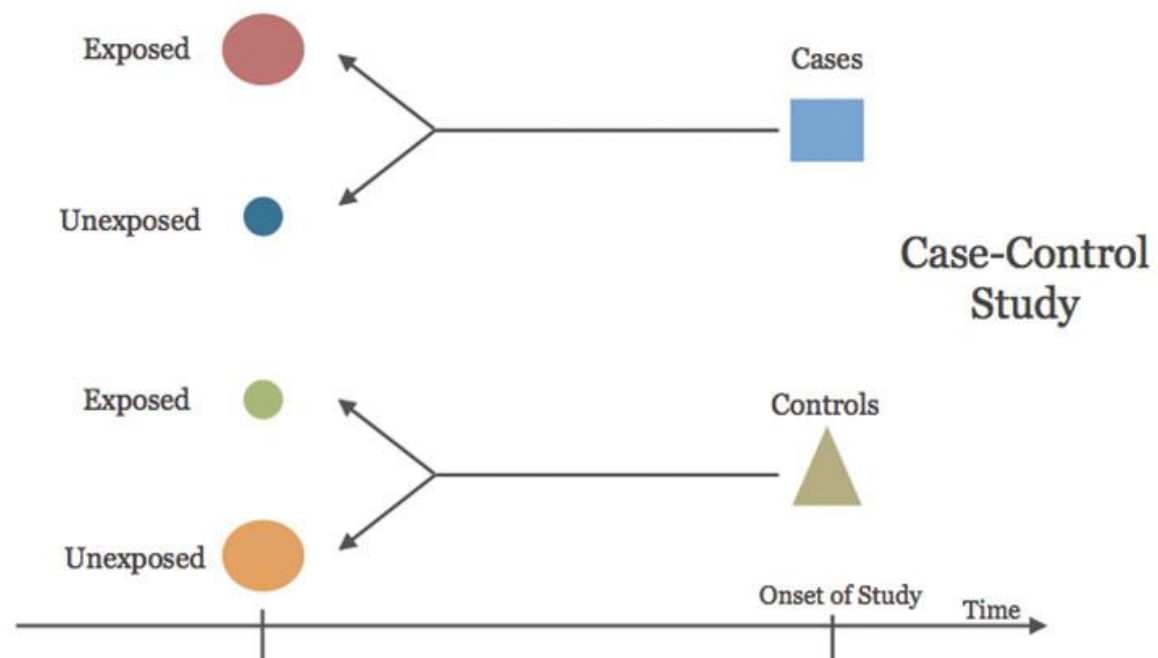 Exposed
Cases
Unexposed
Case-Control
Study
Exposed
Controls
Unexposed
Onset of Study
Time